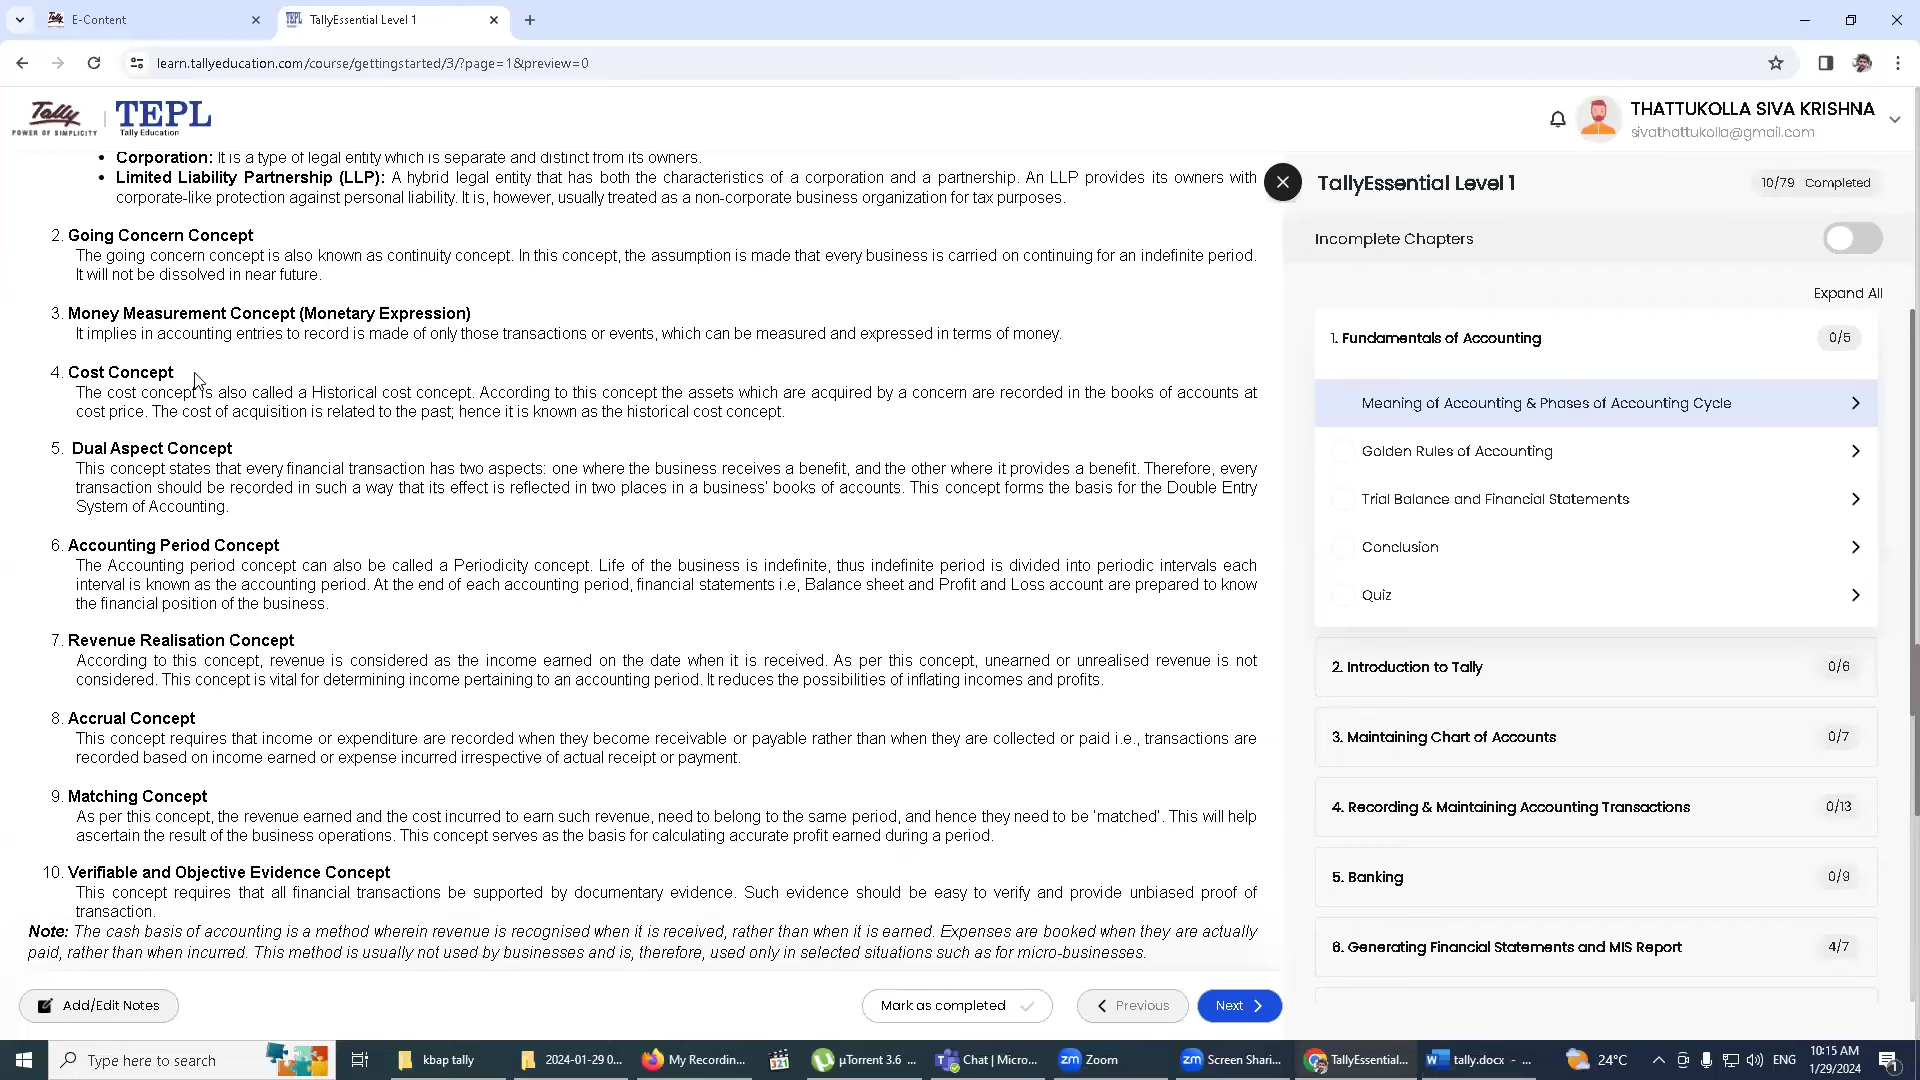 E-Content
TallyEssential Level 1
learn.tallyeducation.com/course/gettingstarted/3/?page=1&preview=0
Tally
POWER OF SIMPLICITY
TEPL
Tally Education
THATTUKOLLA SIVA KRISHNA
sivathattukolla@gmail.com
• Corporation: It is a type of legal entity which is separate and distinct from its owners.
• Limited Liability Partnership (LLP): A hybrid legal entity that has both the characteristics of a corporation and a partnership. An LLP provides its owners with
corporate-like protection against personal liability. It is, however, usually treated as a non-corporate business organization for tax purposes.
2. Going Concern Concept
The going concern concept is also known as continuity concept. In this concept, the assumption is made that every business is carried on continuing for an indefinite period.
It will not be dissolved in near future.
3. Money Measurement Concept (Monetary Expression)
It implies in accounting entries to record is made of only those transactions or events, which can be measured and expressed in terms of money.
4. Cost Concept
The cost concept is also called a Historical cost concept. According to this concept the assets which are acquired by a concern are recorded in the books of accounts at
cost price. The cost of acquisition is related to the past; hence it is known as the historical cost concept.
5. Dual Aspect Concept
This concept states that every financial transaction has two aspects: one where the business receives a benefit, and the other where it provides a benefit. Therefore, every
transaction should be recorded in such a way that its effect is reflected in two places in a business' books of accounts. This concept forms the basis for the Double Entry
System of Accounting.
6. Accounting Period Concept
The Accounting period concept can also be called a Periodicity concept. Life of the business is indefinite, thus indefinite period is divided into periodic intervals each
interval is known as the accounting period. At the end of each accounting period, financial statements i.e, Balance sheet and Profit and Loss account are prepared to know
the financial position of the business.
7. Revenue Realisation Concept
According to this concept, revenue is considered as the income earned on the date when it is received. As per this concept, unearned or unrealised revenue is not
considered. This concept is vital for determining income pertaining to an accounting period. It reduces the possibilities of inflating incomes and profits.
8. Accrual Concept
This concept requires that income or expenditure are recorded when they become receivable or payable rather than when they are collected or paid i.e., transactions are
recorded based on income earned or expense incurred irrespective of actual receipt or payment.
9. Matching Concept
As per this concept, the revenue earned and the cost incurred to earn such revenue, need to belong to the same period, and hence they need to be 'matched'. This will help
ascertain the result of the business operations. This concept serves as the basis for calculating accurate profit earned during a period.
10. Verifiable and Objective Evidence Concept
This concept requires that all financial transactions be supported by documentary evidence. Such evidence should be easy to verify and provide unbiased proof of
transaction.
Note: The cash basis of accounting is a method wherein revenue is recognised when it is received, rather than when it is earned. Expenses are booked when they are actually
paid, rather than when incurred. This method is usually not used by businesses and is, therefore, used only in selected situations such as for micro-businesses.
Add/Edit Notes
Mark as completed
Previous
Next
TallyEssential Level 1
10/79 Completed
Incomplete Chapters
Expand All
1. Fundamentals of Accounting 0/5
Meaning of Accounting & Phases of Accounting Cycle
Golden Rules of Accounting
Trial Balance and Financial Statements
Conclusion
Quiz
2. Introduction to Tally 0/6
3. Maintaining Chart of Accounts 0/7
4. Recording & Maintaining Accounting Transactions 0/13
5. Banking 0/9
6. Generating Financial Statements and MIS Report 4/7
Type here to search
kbap tally
2024-01-29 0...
My Recordin...
321
µTorrent 3.6 ...
Chat | Micro...
zm Zoom
zm Screen Shari...
TallyEssential...
tally.docx - ...
24°C
ENG
10:15 AM
1/29/2024
1